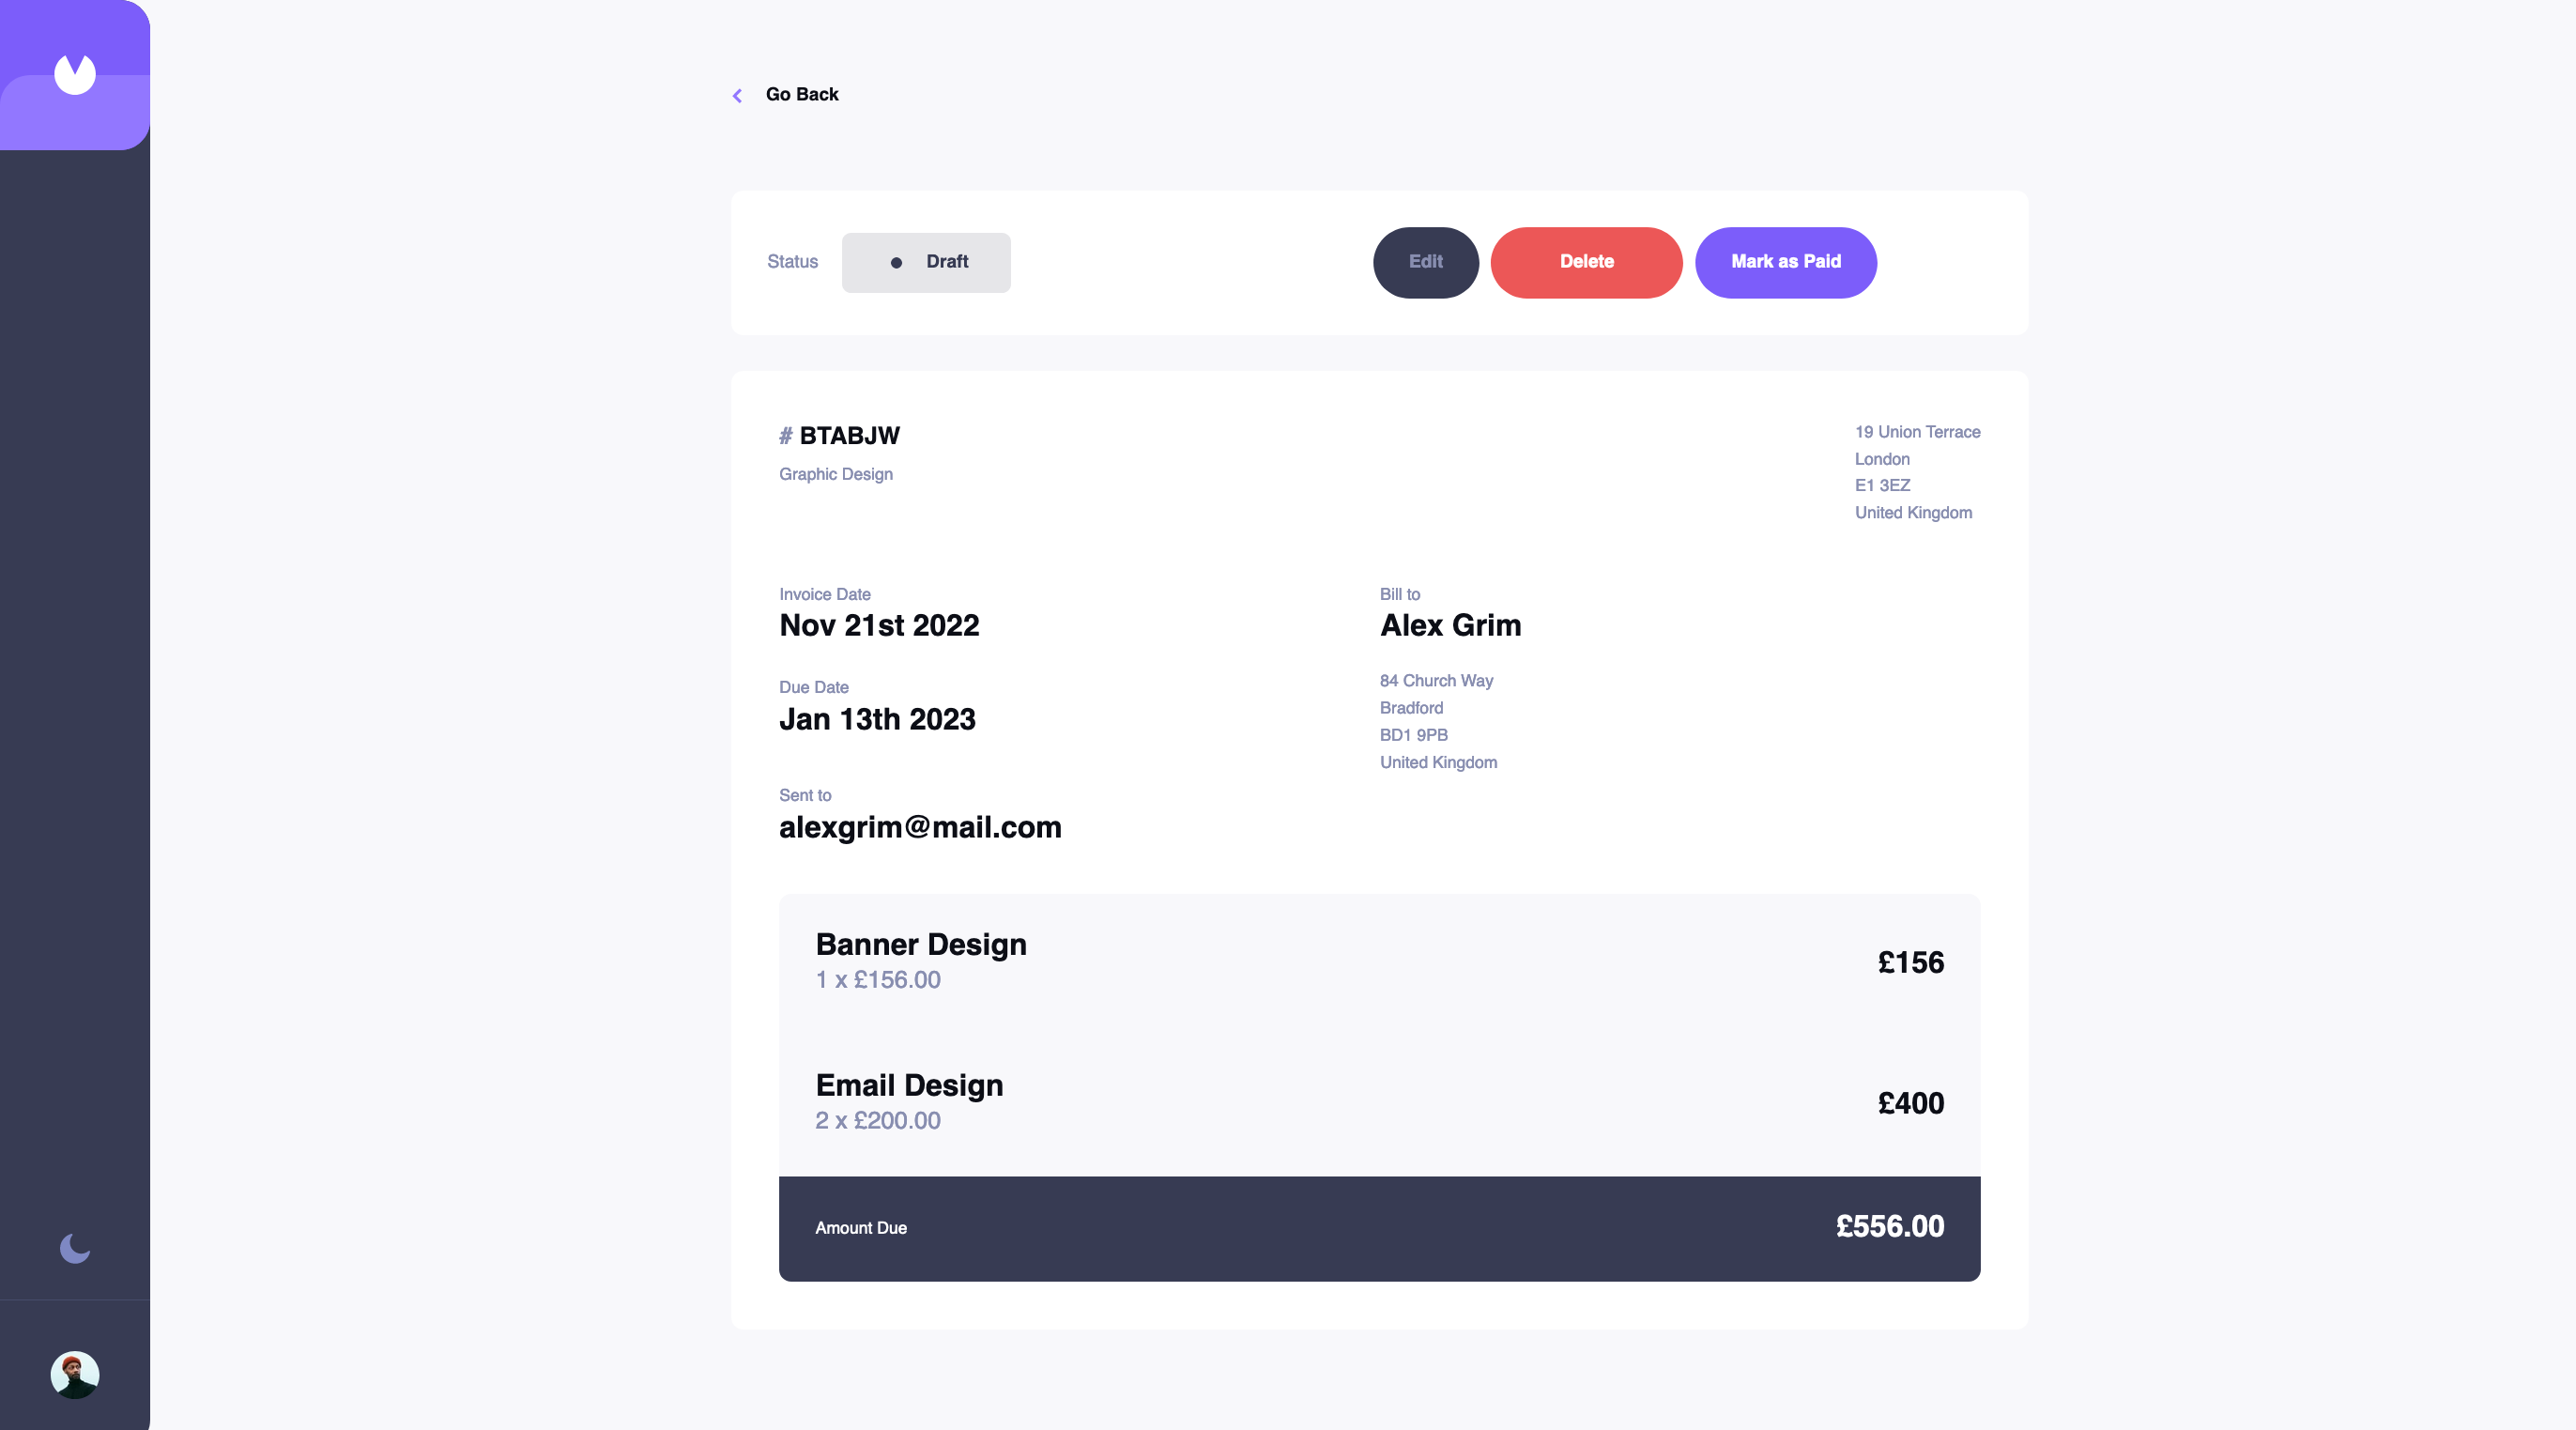 Go Back
Status
Draft
Edit
Delete
Mark as Paid
# BTABJW
Graphic Design
19 Union Terrace
London
E1 3EZ
United Kingdom
Invoice Date
Nov 21st 2022
Due Date
Jan 13th 2023
Bill to
Alex Grim
84 Church Way
Bradford
BD1 9PB
United Kingdom
Sent to
alexgrim@mail.com
Banner Design
1 x £156.00
£156
Email Design
2 x £200.00
£400
Amount Due
£556.00